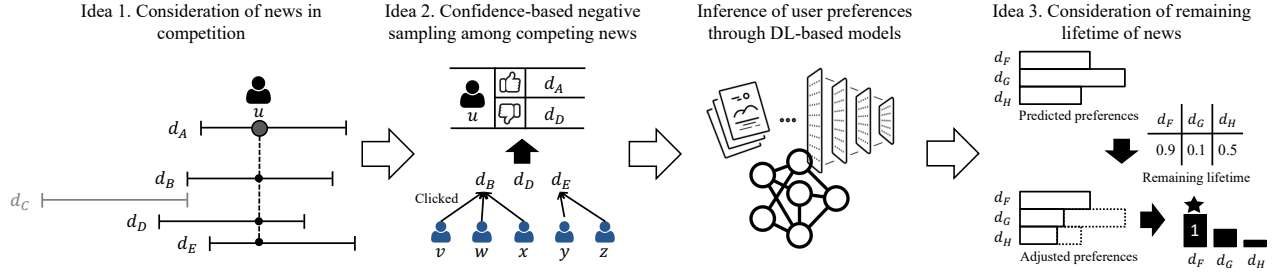 Idea 1. Consideration of news in
competition
u
d_A
d_B
d_C
d_D
d_E
Idea 2. Confidence-based negative
sampling among competing news
u
d_A
d_D
d_B d_D d_E
Clicked
v w x y z
Inference of user preferences
through DL-based models
...
Idea 3. Consideration of remaining
lifetime of news
d_F
d_G
d_H
Predicted preferences
d_F d_G d_H
0.9 0.1 0.5
Remaining lifetime
d_F
d_G
d_H
Adjusted preferences
1
d_F d_G d_H